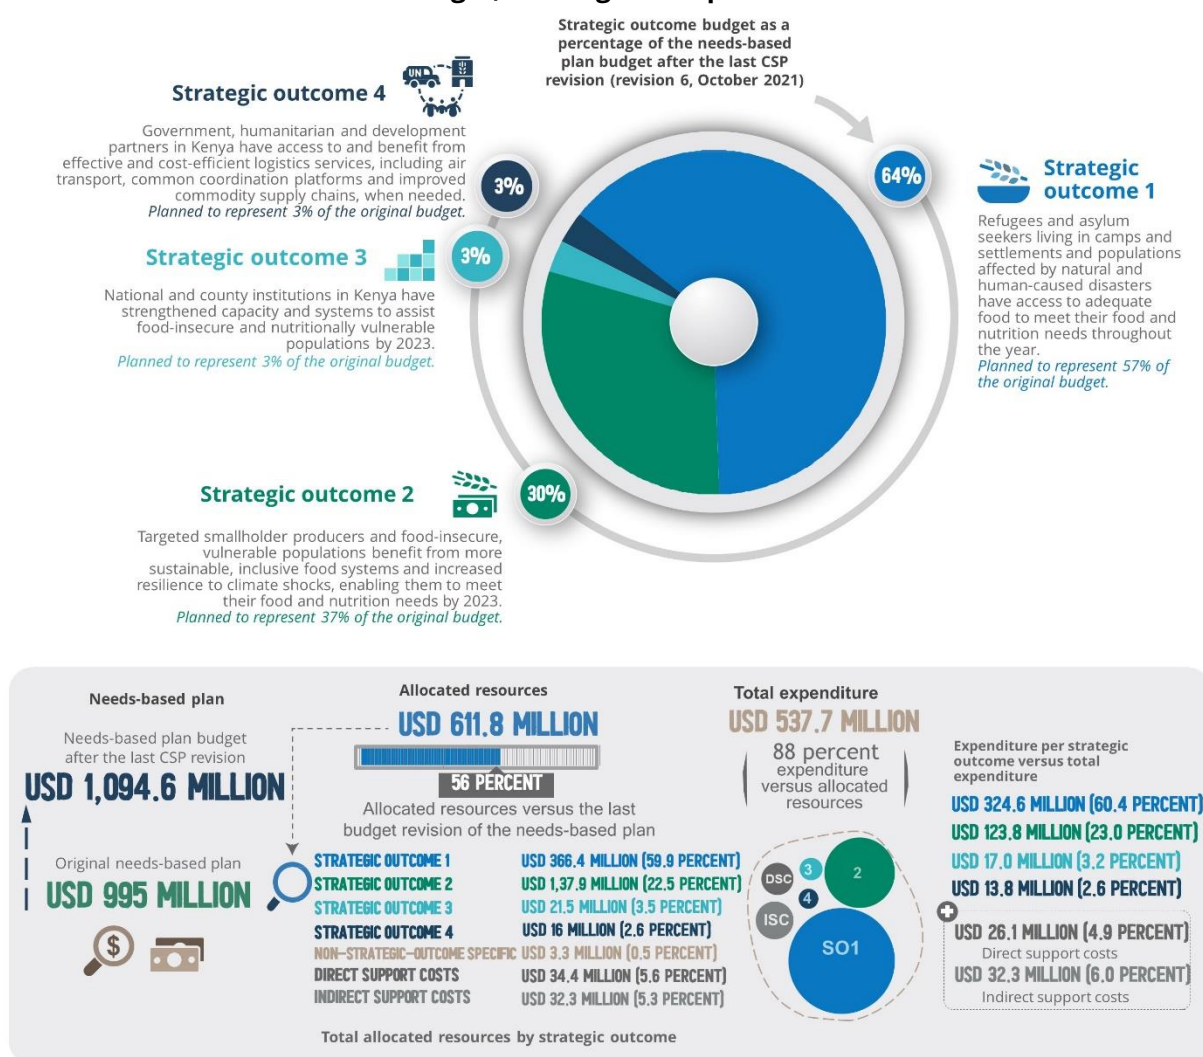 Strategic outcome budget as a
percentage of the needs-based
plan budget after the last CSP
revision (revision 6, October 2021)
UN
Strategic outcome 4
Government, humanitarian and development
partners in Kenya have access to and benefit from
effective and cost-efficient logistics services, including air
transport, common coordination platforms and improved
commodity supply chains, when needed.
Planned to represent 3% of the original budget.
3%
64%
Strategic
outcome 1
Refugees and asylum
seekers living in camps and
settlements and populations
affected by natural and
human-caused disasters
have access to adequate
food to meet their food and
nutrition needs throughout
the year.
Planned to represent 57% of
the original budget.
Strategic outcome 3
3%
National and county institutions in Kenya have
strengthened capacity and systems to assist
food-insecure and nutritionally vulnerable
populations by 2023.
Planned to represent 3% of the original budget.
Strategic outcome 2
30%
Targeted smallholder producers and food-insecure,
vulnerable populations benefit from more
sustainable, inclusive food systems and increased
resilience to climate shocks, enabling them to meet
their food and nutrition needs by 2023.
Planned to represent 37% of the original budget.
Needs-based plan
Needs-based plan budget
after the last CSP revision
USD 1,094.6 MILLION
Original needs-based plan
USD 995 MILLION
$
Allocated resources
USD 611.8 MILLION
56 PERCENT
Allocated resources versus the last
budget revision of the needs-based plan
STRATEGIC OUTCOME 1 USD 366.4 MILLION (59.9 PERCENT)
STRATEGIC OUTCOME 2 USD 1,37.9 MILLION (22.5 PERCENT)
STRATEGIC OUTCOME 3 USD 21.5 MILLION (3.5 PERCENT)
STRATEGIC OUTCOME 4 USD 16 MILLION (2.6 PERCENT)
NON-STRATEGIC-OUTCOME SPECIFIC USD 3.3 MILLION (0.5 PERCENT)
DIRECT SUPPORT COSTS USD 34.4 MILLION (5.6 PERCENT)
INDIRECT SUPPORT COSTS USD 32.3 MILLION (5.3 PERCENT)
Total allocated resources by strategic outcome
Total expenditure
USD 537.7 MILLION
88 percent
expenditure
versus allocated
resources
DSC
3
2
4
ISC
SO1
Expenditure per strategic
outcome versus total
expenditure
USD 324.6 MILLION (60.4 PERCENT)
USD 123.8 MILLION (23.0 PERCENT)
USD 17.0 MILLION (3.2 PERCENT)
USD 13.8 MILLION (2.6 PERCENT)
+
USD 26.1 MILLION (4.9 PERCENT)
Direct support costs
USD 32.3 MILLION (6.0 PERCENT)
Indirect support costs